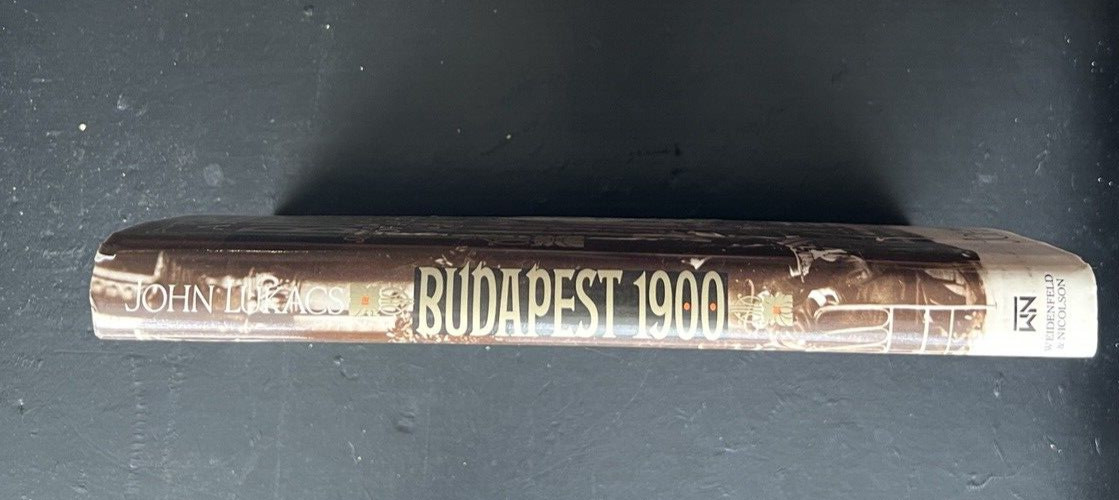 JOHN LUKACS
BUDAPEST 1900
WEIDENFELD
& NICOLSON